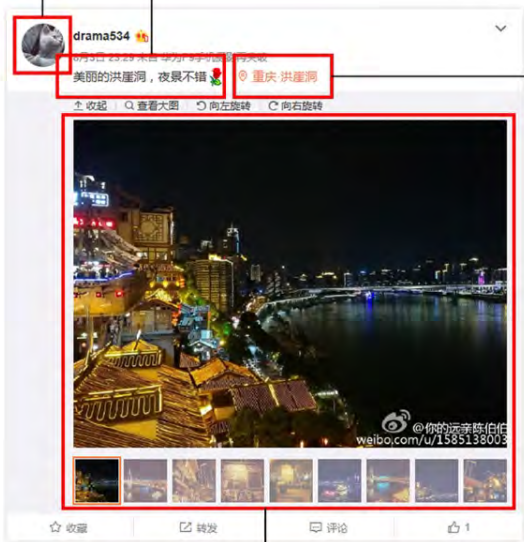 drama534
美丽的洪崖洞，夜景不错 重庆 洪崖洞
收起 查看大图 向左旋转 向右旋转
@你的远亲陈伯伯
weibo.com/u/1585138003
收藏 转发 评论 1